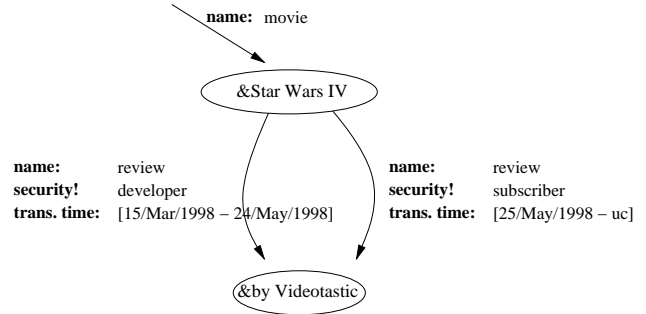 name: movie
&Star Wars IV
name: review
security! developer
trans. time: [15/Mar/1998 – 24/May/1998]
name: review
security! subscriber
trans. time: [25/May/1998 – uc]
&by Videotastic